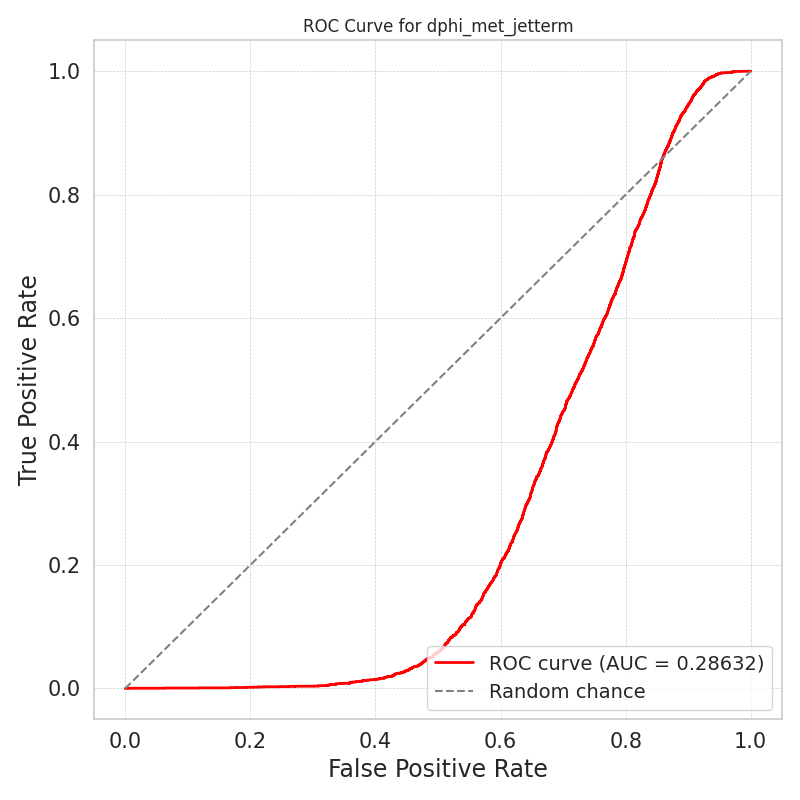 ROC Curve for dphi_met_jetterm
1.0
0.8
0.6
0.4
0.2
0.0
True Positive Rate
ROC curve (AUC = 0.28632)
Random chance
0.0 0.2 0.4 0.6 0.8 1.0
False Positive Rate